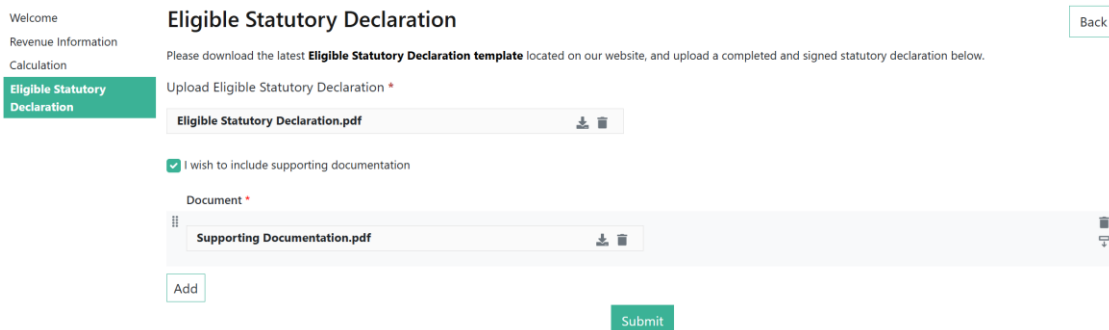 Welcome
Revenue Information
Calculation
Eligible Statutory
Declaration
Eligible Statutory Declaration
Back
Please download the latest Eligible Statutory Declaration template located on our website, and upload a completed and signed statutory declaration below.
Upload Eligible Statutory Declaration *
Eligible Statutory Declaration.pdf
I wish to include supporting documentation
Document *
Supporting Documentation.pdf
Add
Submit